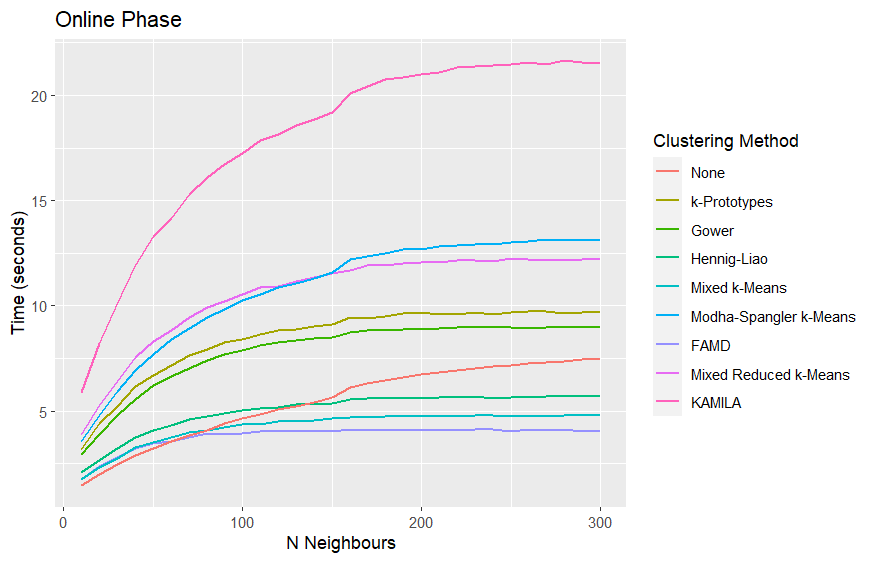 Online Phase
Time (seconds)
20
15
10
5
0
100
200
300
N Neighbours
Clustering Method
None
k-Prototypes
Gower
Hennig-Liao
Mixed k-Means
Modha-Spangler k-Means
FAMD
Mixed Reduced k-Means
KAMILA